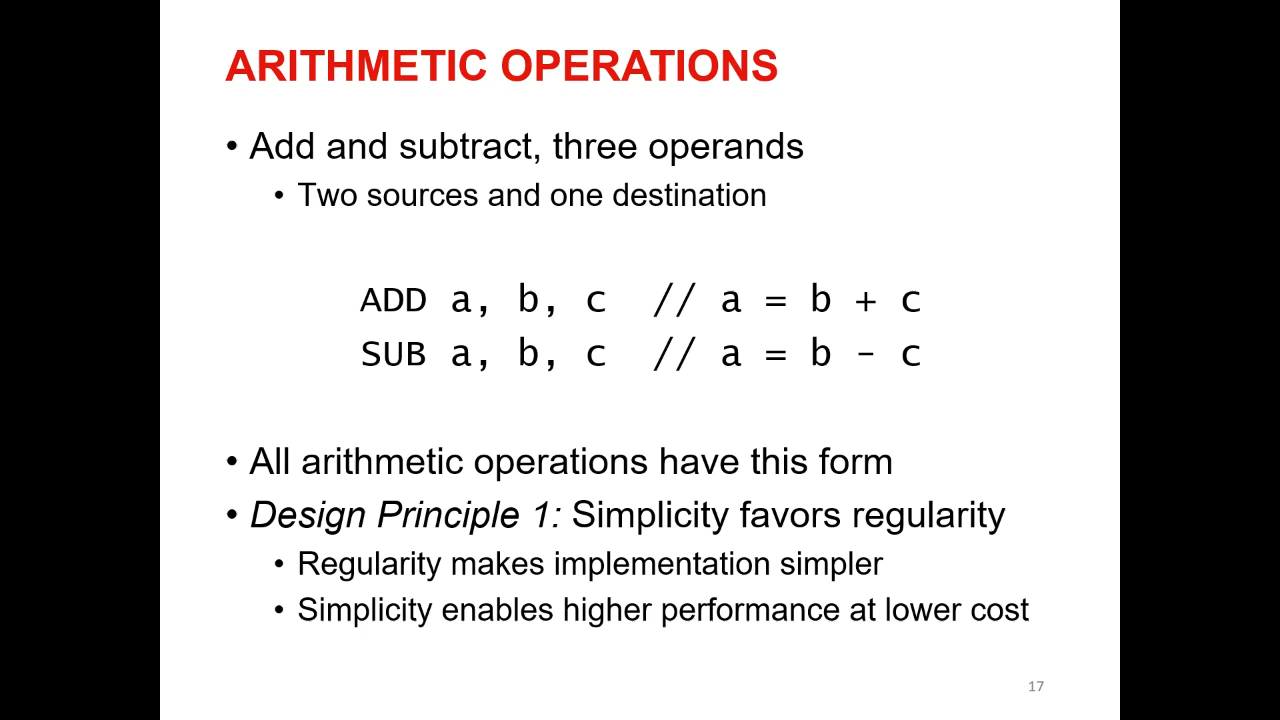 ARITHMETIC OPERATIONS
• Add and subtract, three operands
• Two sources and one destination
ADD a, b, c // a = b + c
SUB a, b, c // a = b - c
• All arithmetic operations have this form
• Design Principle 1: Simplicity favors regularity
• Regularity makes implementation simpler
• Simplicity enables higher performance at lower cost
17